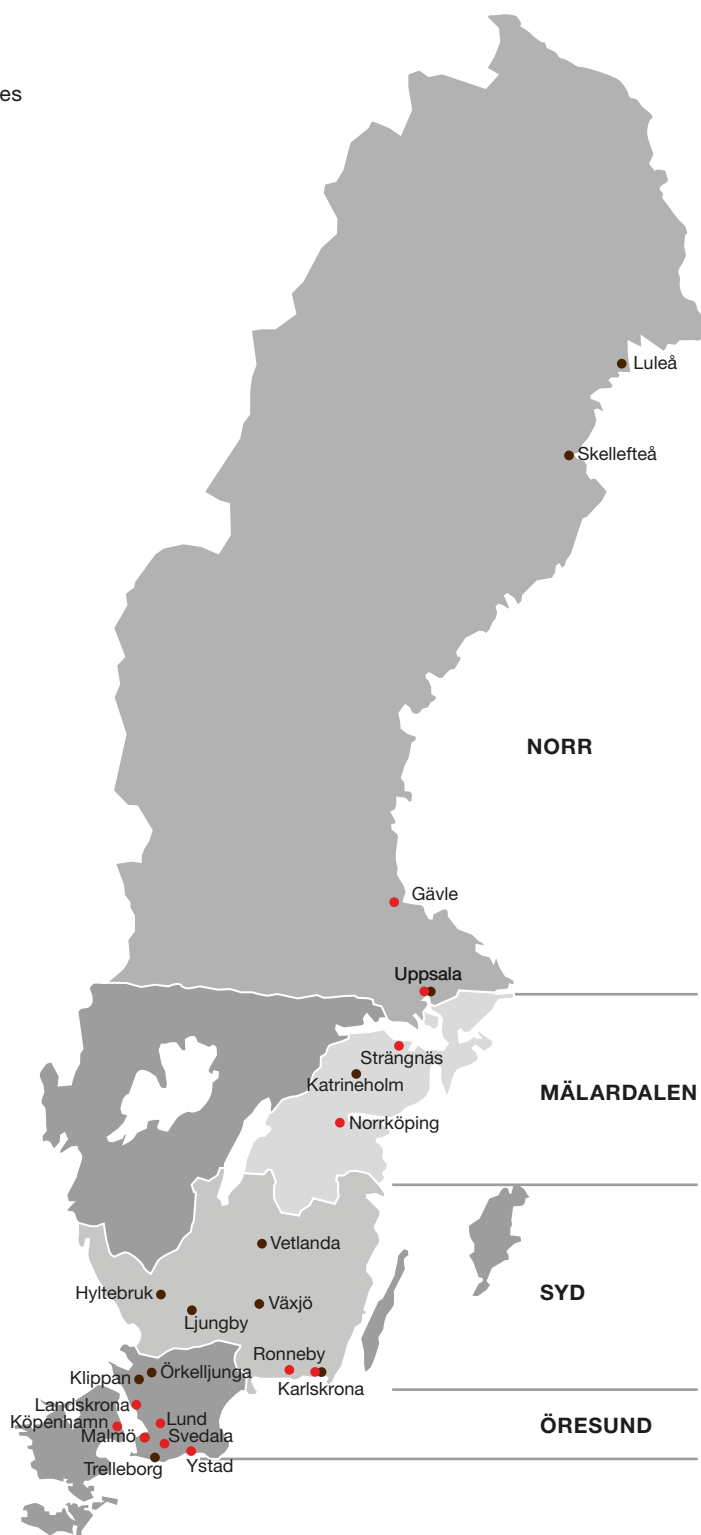 es
Luleå
Skellefteå
NORR
Gävle
Uppsala
Strängnäs
Katrineholm
MÄLARDALEN
Norrköping
Vetlanda
Hyltebruk
Växjö
SYD
Ljungby
Ronneby
Örkelljunga
Klippan
Karlskrona
Landskrona
Köpenhamn
Lund
ÖRESUND
Malmö
Svedala
Trelleborg
Ystad